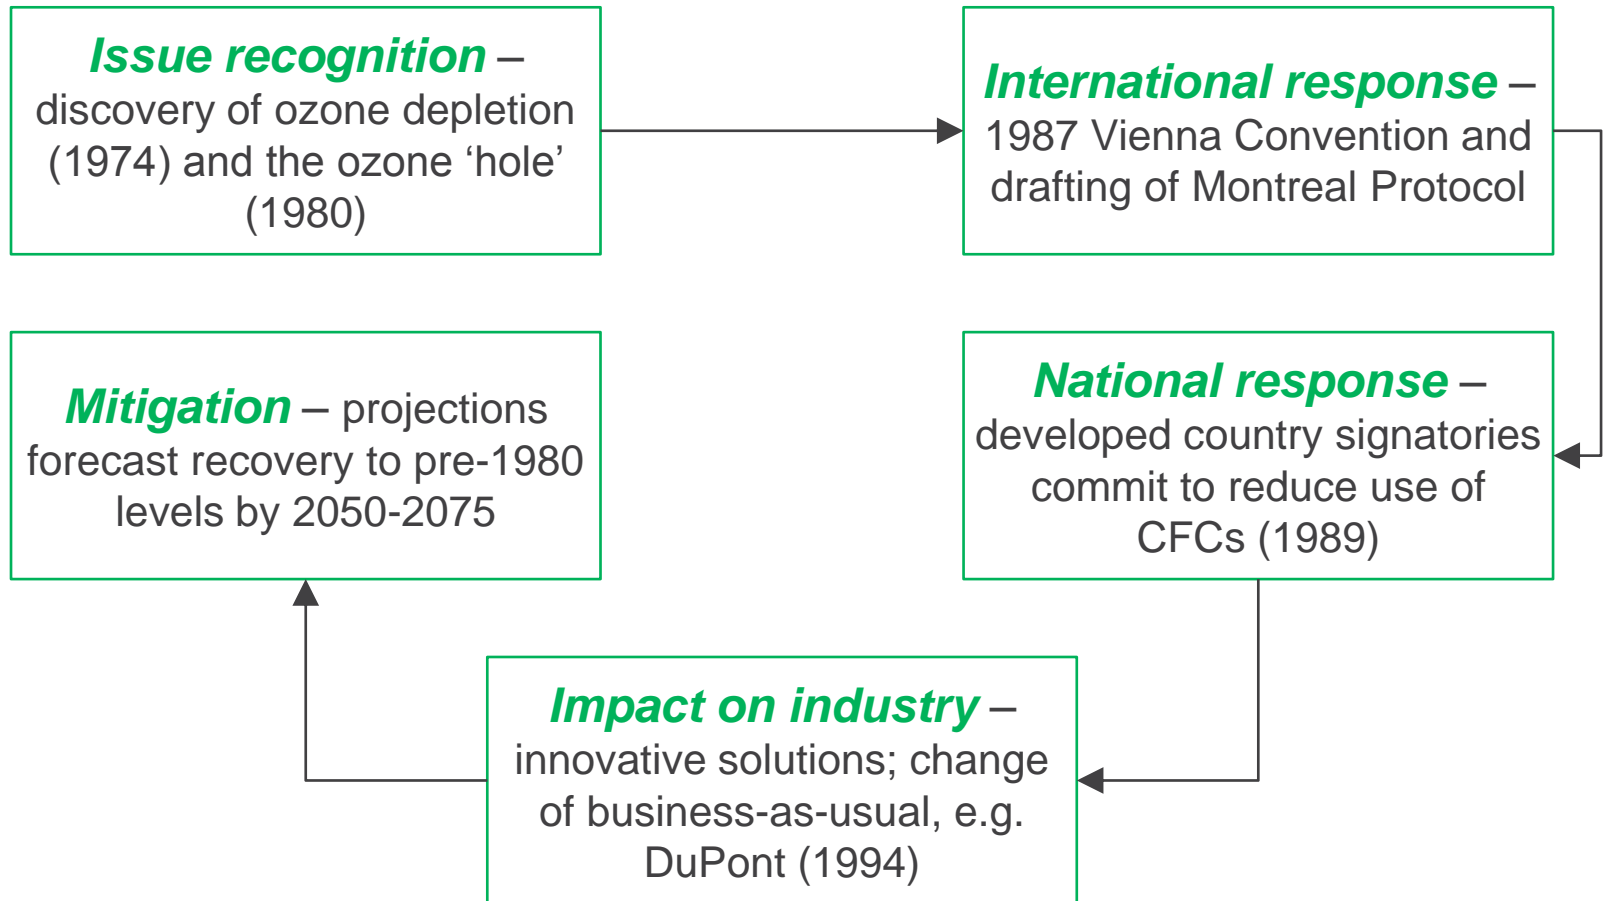 Issue recognition –
discovery of ozone depletion
(1974) and the ozone ‘hole’
(1980)
International response –
1987 Vienna Convention and
drafting of Montreal Protocol
National response –
developed country signatories
commit to reduce use of
CFCs (1989)
Impact on industry –
innovative solutions; change
of business-as-usual, e.g.
DuPont (1994)
Mitigation – projections
forecast recovery to pre-1980
levels by 2050-2075